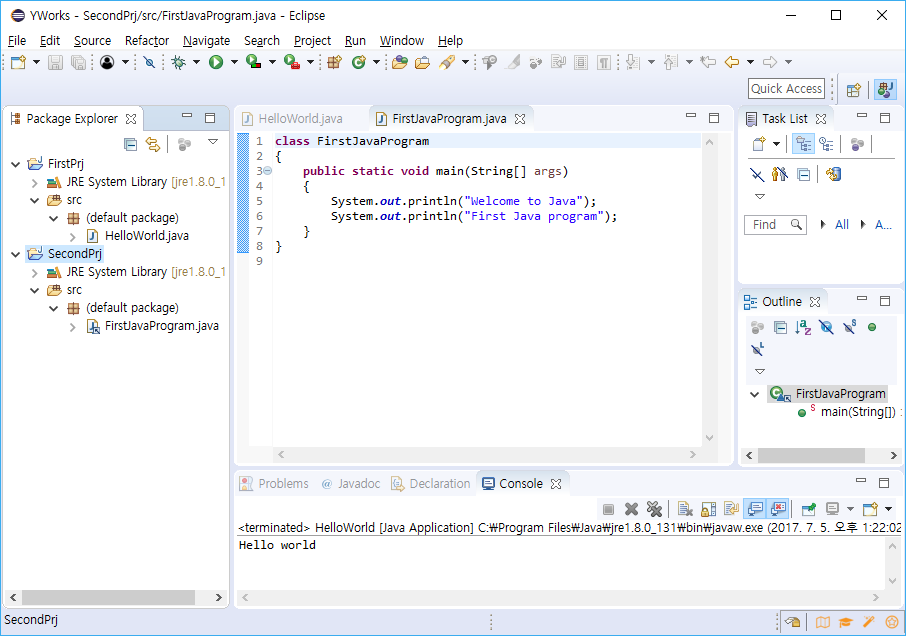 YWorks - SecondPrj/src/FirstJavaProgram.java - Eclipse
File Edit Source Refactor Navigate Search Project Run Window Help
Quick Access
Package Explorer
FirstPrj
JRE System Library [jre1.8.0_1
src
(default package)
HelloWorld.java
SecondPrj
JRE System Library [jre1.8.0_1
src
(default package)
FirstJavaProgram.java
HelloWorld.java FirstJavaProgram.java
1 class FirstJavaProgram
2 {
3 public static void main(String[] args)
4 {
5 System.out.println("Welcome to Java");
6 System.out.println("First Java program");
7 }
8 }
9
Task List
Find All A...
Outline
FirstJavaProgram
main(String[]) :
Problems @ Javadoc Declaration Console
<terminated> HelloWorld [Java Application] C:₩Program Files₩Java₩jre1.8.0_131₩bin₩javaw.exe (2017. 7. 5. 오후 1:22:02
Hello world
SecondPrj